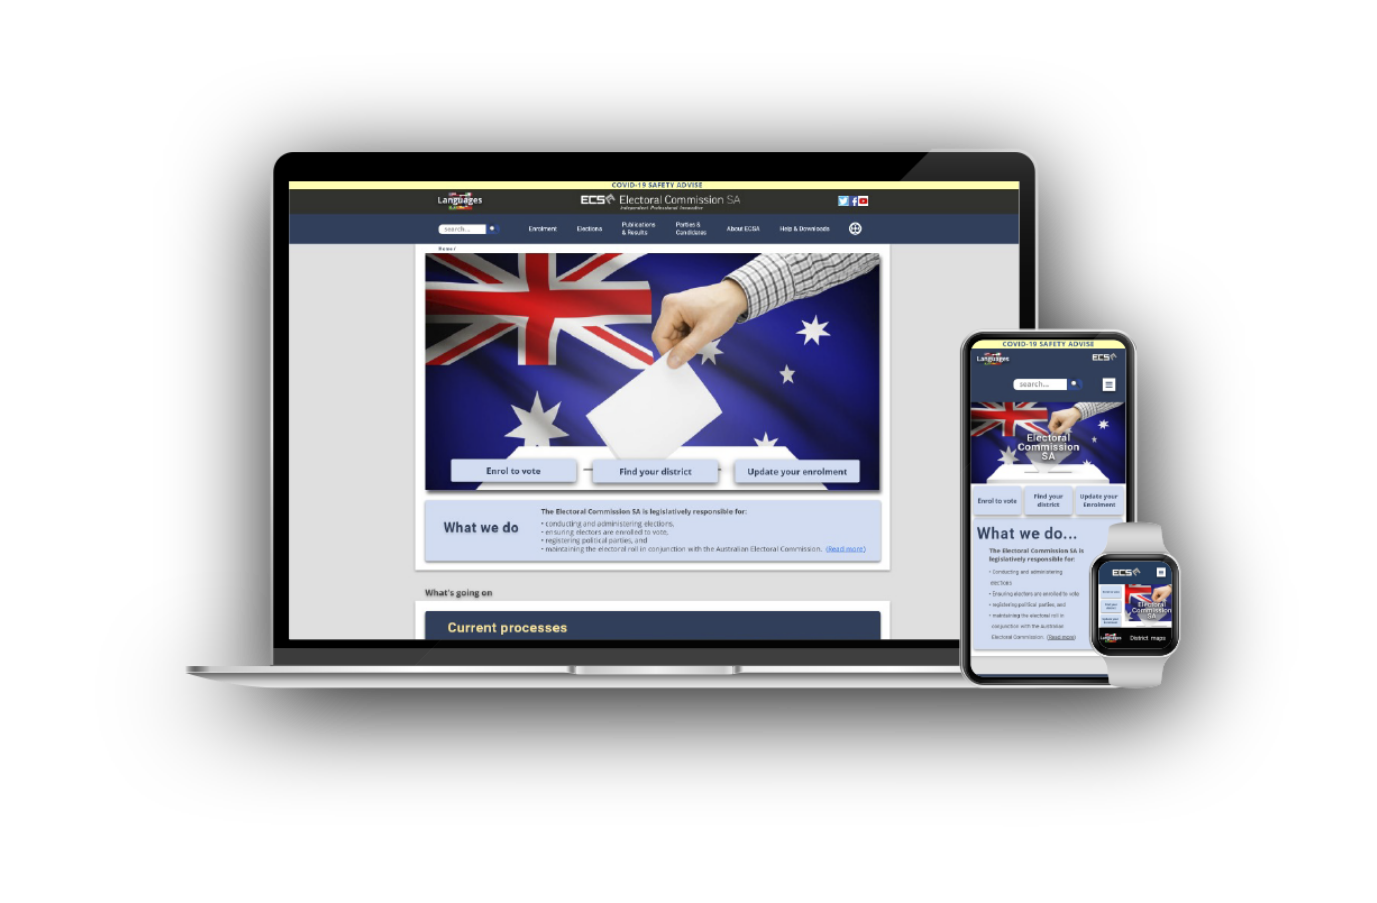 COVID-19 SAFETY ADVISE
Languages
ECS Electoral Commission SA
Independent Professional Innovative
search...
Enrolment
Elections
Publications
& Results
Parties &
Candidates
About ECSA
Help & Downloads
Home /
Enrol to vote
Find your district
Update your enrolment
What we do
The Electoral Commission SA is legislatively responsible for:
• conducting and administering elections,
• ensuring electors are enrolled to vote,
• registering political parties, and
• maintaining the electoral roll in conjunction with the Australian Electoral Commission. (Read more)
What's going on
Current processes
COVID-19 SAFETY ADVISE
Languages
ECS
search...
Electoral
Commission
SA
Enrol to vote
Find your
district
Update your
Enrolment
What we do...
The Electoral Commission SA is
legislatively responsible for:
• Conducting and administering
elections
• Ensuring electors are enrolled to vote
• registering political parties, and
• maintaining the electoral roll in
conjunction with the Australian
Electoral Commission. (Read more)
ECS
Electoral
Commission
SA
Languages
District maps